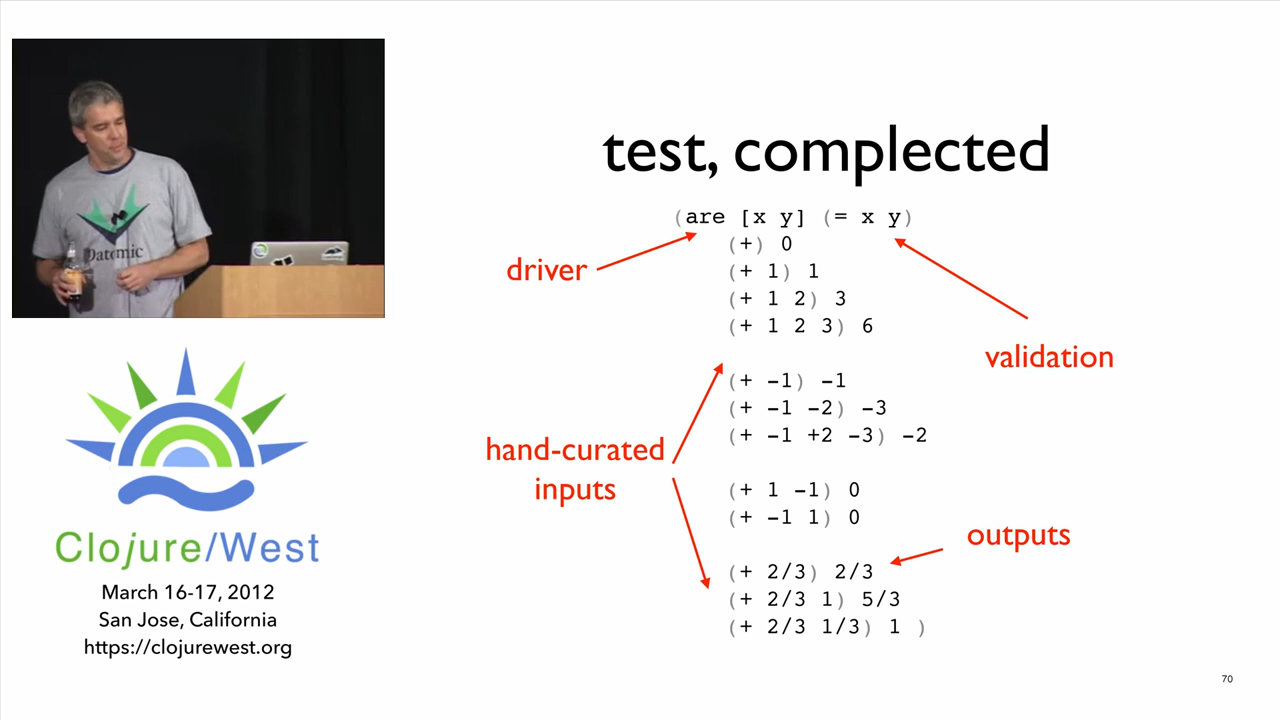 test, complected
(are [x y] (= x y)
(+) 0
(+ 1) 1
(+ 1 2) 3
(+ 1 2 3) 6
(+ -1) -1
(+ -1 -2) -3
(+ -1 +2 -3) -2
(+ 1 -1) 0
(+ -1 1) 0
(+ 2/3) 2/3
(+ 2/3 1) 5/3
(+ 2/3 1/3) 1 )
driver
validation
hand-curated
inputs
outputs
Datomic
Clojure/West
March 16-17, 2012
San Jose, California
https://clojurewest.org
70